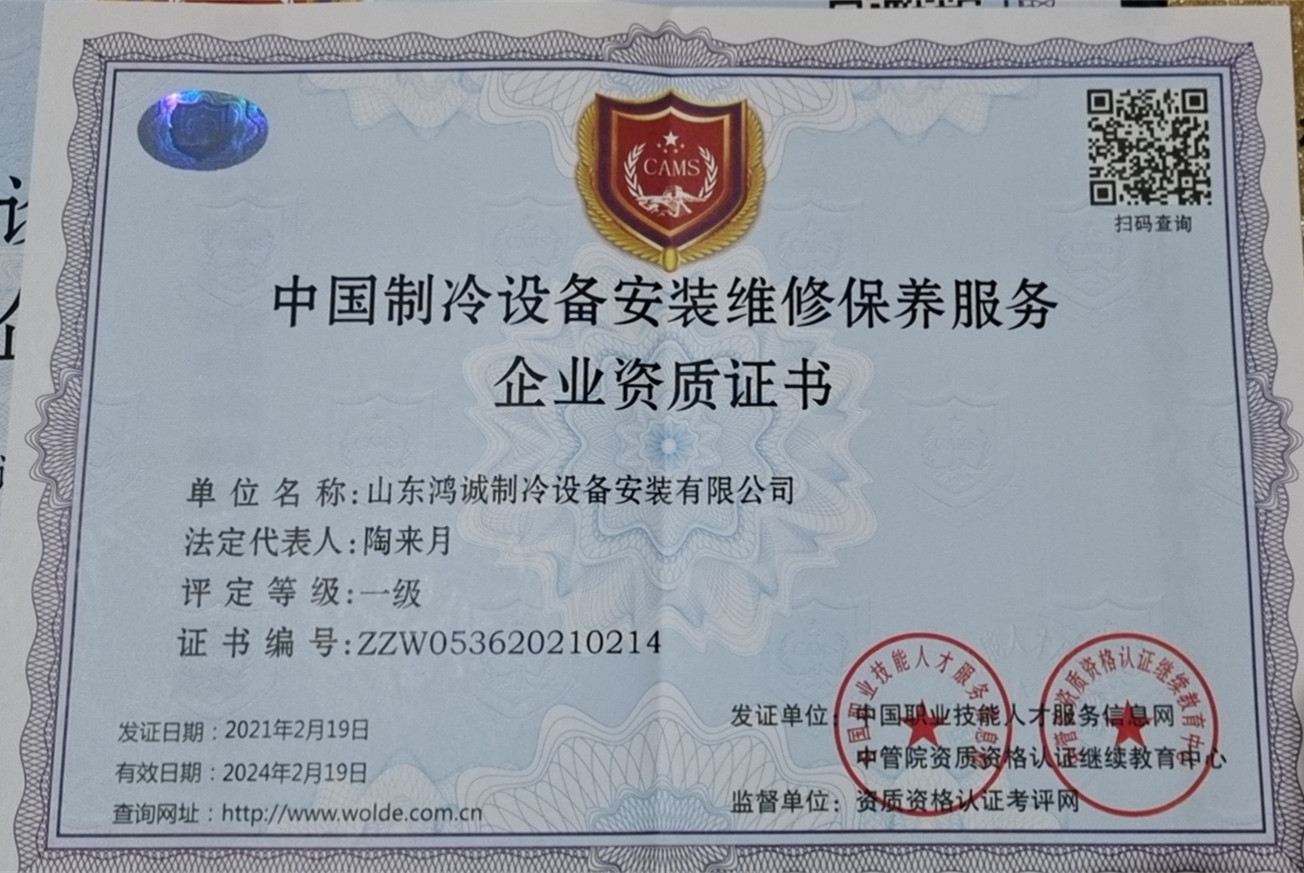 CAMS
扫码查询
中国制冷设备安装维修保养服务
企业资质证书
单位名称:山东鸿诚制冷设备安装有限公司
法定代表人:陶来月
评定等级:一级
证书编号:ZZW053620210214
发证日期:2021年2月19日
有效日期:2024年2月19日
查询网址:http://www.wolde.com.cn
发证单位:中国职业技能人才服务信息网
中管院资质资格认证继续教育中心
监督单位:资质资格认证考评网